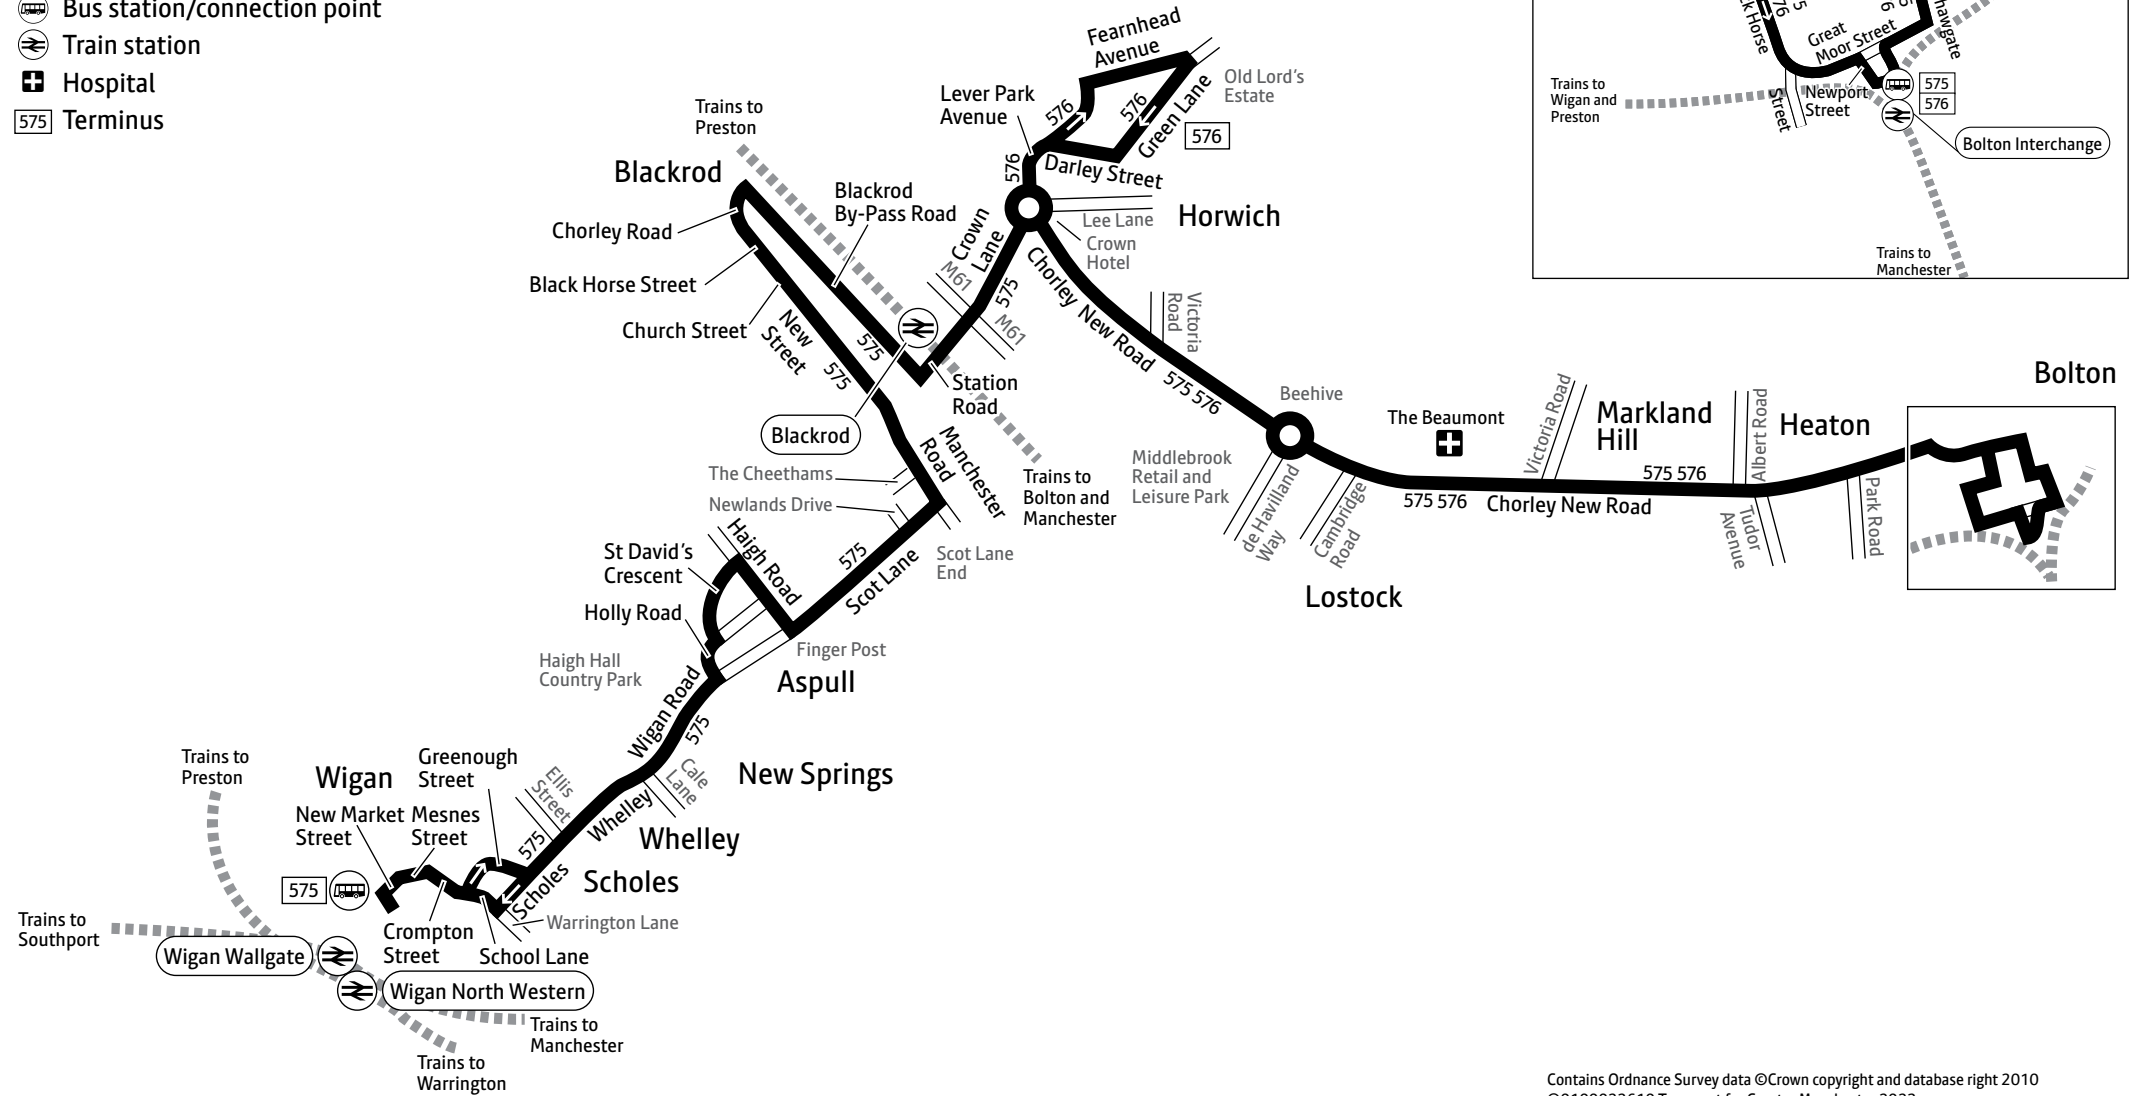 Bus station/connection point
Train station
Hospital
575 Terminus
Fearnhead
Avenue
Old Lord's
Estate
Lever Park
Avenue
576
576
Green Lane
576
576
Darley Street
Trains to
Preston
Blackrod
Blackrod
By-Pass Road
Chorley Road
Black Horse Street
Church Street
New
Street
575
575
Crown
Lane
M61
M61
575
Lee Lane
Crown
Hotel
Horwich
Chorley New Road
575 576
Victoria
Road
Station
Road
Blackrod
Manchester
Road
Trains to
Bolton and
Manchester
The Cheethams
Newlands Drive
Scot Lane
End
575
Scot Lane
St David's
Crescent
Haigh Road
Holly Road
Haigh Hall
Country Park
Finger Post
Aspull
Wigan Road
575
Cale
Lane
New Springs
Whelley
Whelley
Ellis
Street
575
Scholes
Scholes
Warrington Lane
Greenough
Street
Wigan
New Market
Street
Mesnes
Street
575
Crompton
Street
School Lane
Trains to
Preston
Trains to
Southport
Wigan Wallgate
Wigan North Western
Trains to
Manchester
Trains to
Warrington
Beehive
Middlebrook
Retail and
Leisure Park
de Havilland
Way
Cambridge
Road
Lostock
The Beaumont
575 576
Chorley New Road
Victoria Road
Markland
Hill
575 576
Albert Road
Tudor
Avenue
Heaton
Park Road
Bolton
Great
Moor Street
Trains to
Wigan and
Preston
Street
Newport
Street
575
576
Bolton Interchange
Trains to
Manchester
Contains Ordnance Survey data ©Crown copyright and database right 2010